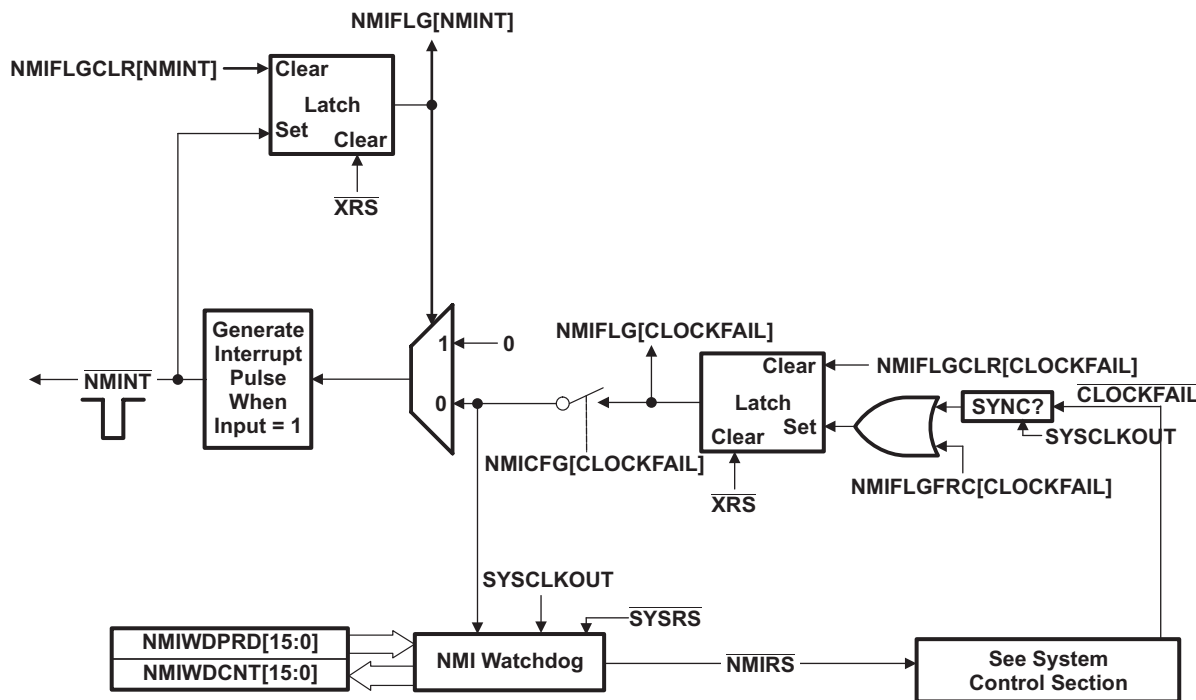 NMIFLG[NMINT]
NMIFLGCLR[NMINT]
Clear
Latch
Set
Clear
XRS
Generate
Interrupt
Pulse
When
Input = 1
NMINT
1
0
0
NMIFLG[CLOCKFAIL]
NMICFG[CLOCKFAIL]
Clear
Latch
Set
Clear
XRS
NMIFLGCLR[CLOCKFAIL]
CLOCKFAIL
SYNC?
SYSCLKOUT
NMIFLGFRC[CLOCKFAIL]
SYSCLKOUT
SYSRS
NMIWDPRD[15:0]
NMIWDCNT[15:0]
NMI Watchdog
NMIRS
See System
Control Section